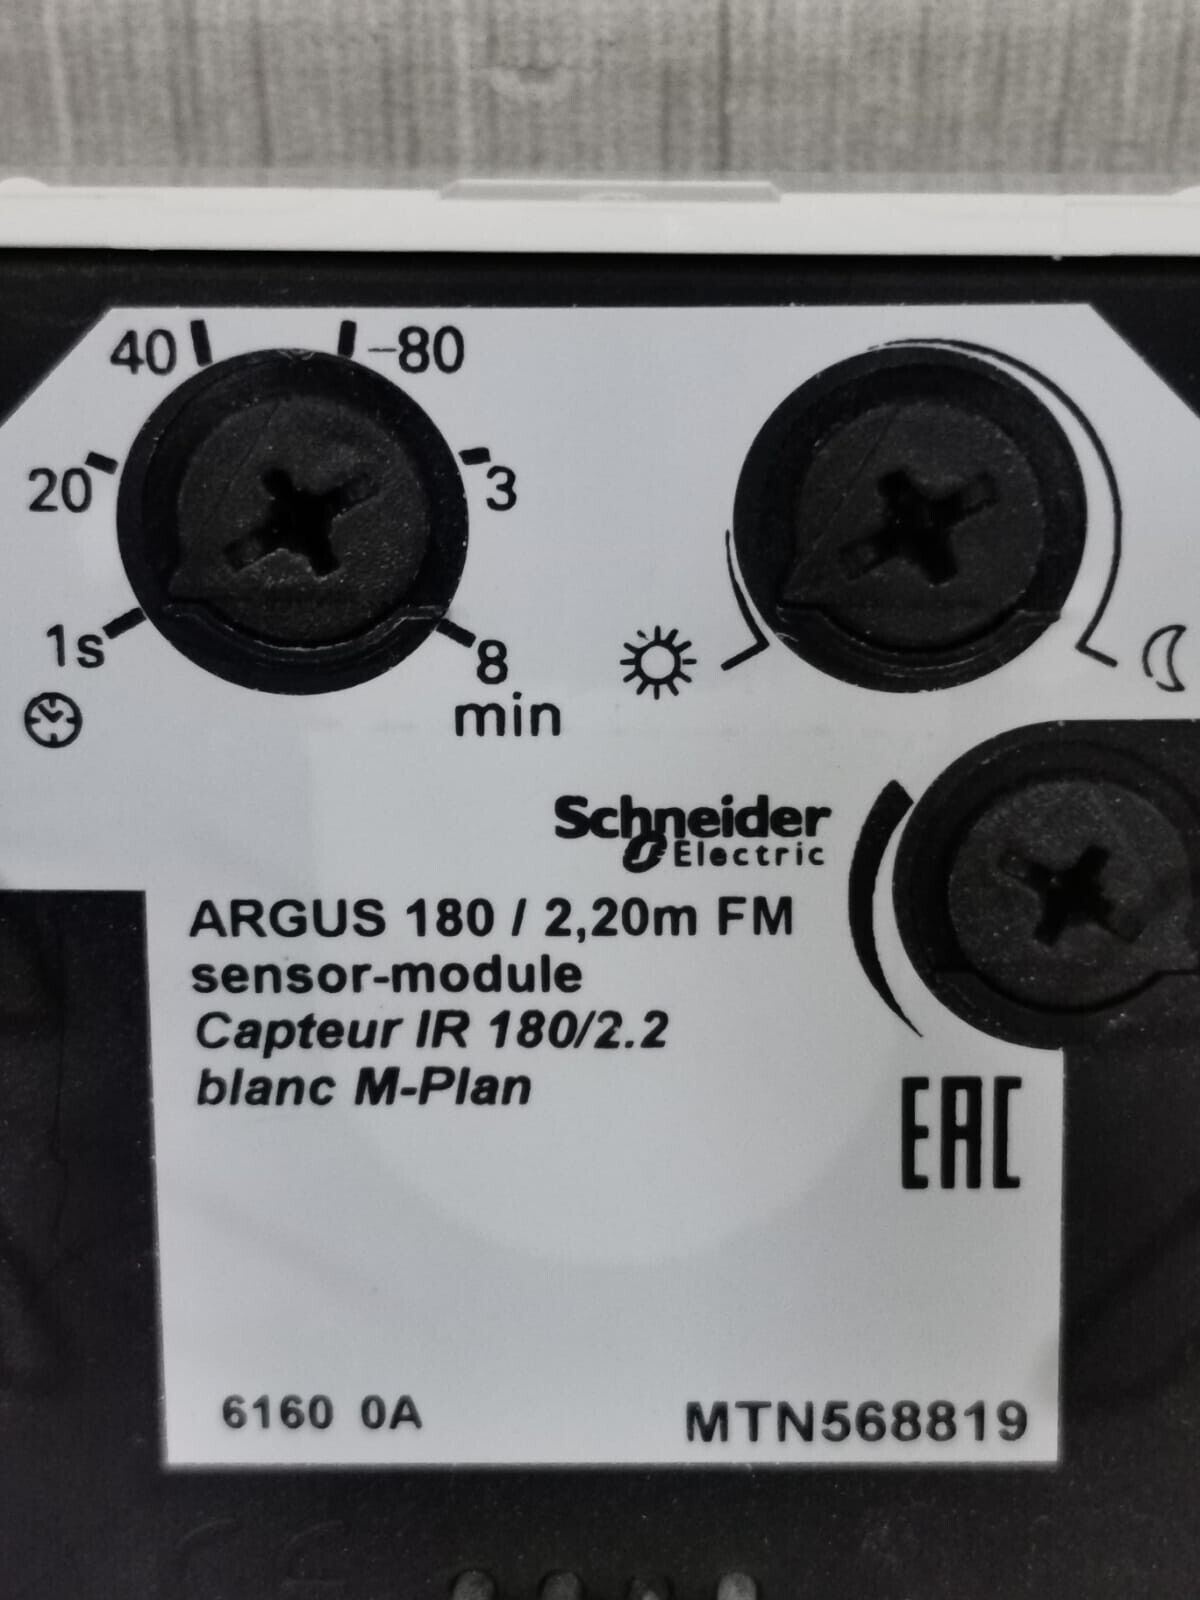 40
-80
20
3
1s
8
min
Schneider
Electric
ARGUS 180 / 2,20m FM
sensor-module
Capteur IR 180/2.2
blanc M-Plan
EAC
6160 0A
MTN568819